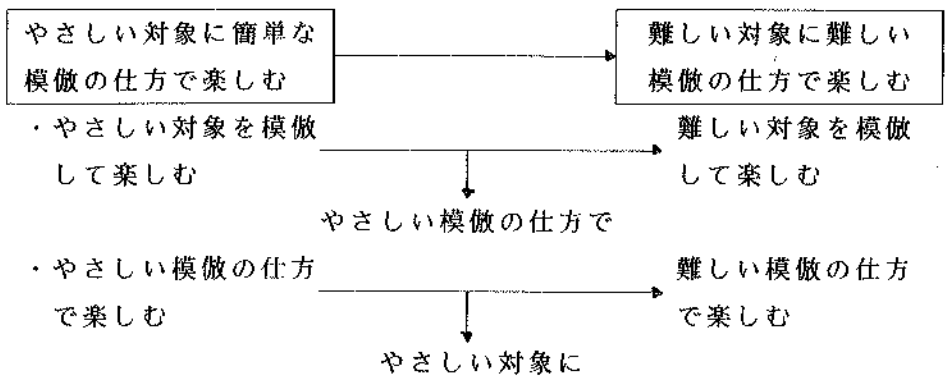 やさしい対象に簡単な
模倣の仕方で楽しむ
難しい対象に難しい
模倣の仕方で楽しむ
・やさしい対象を模倣
して楽しむ
難しい対象を模倣
して楽しむ
やさしい模倣の仕方で
・やさしい模倣の仕方
で楽しむ
難しい模倣の仕方
で楽しむ
やさしい対象に